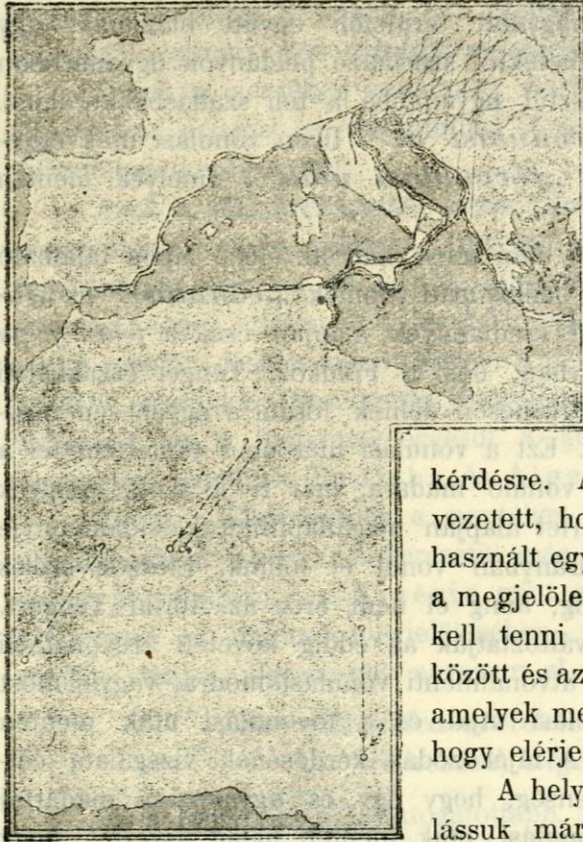 ? ?
?
?
?
?
kérdésre. A
vezetett, ho
használt egy
a megjelöle
kell tenni
között és az
amelyek me
hogy elérje
A hely
lássuk már